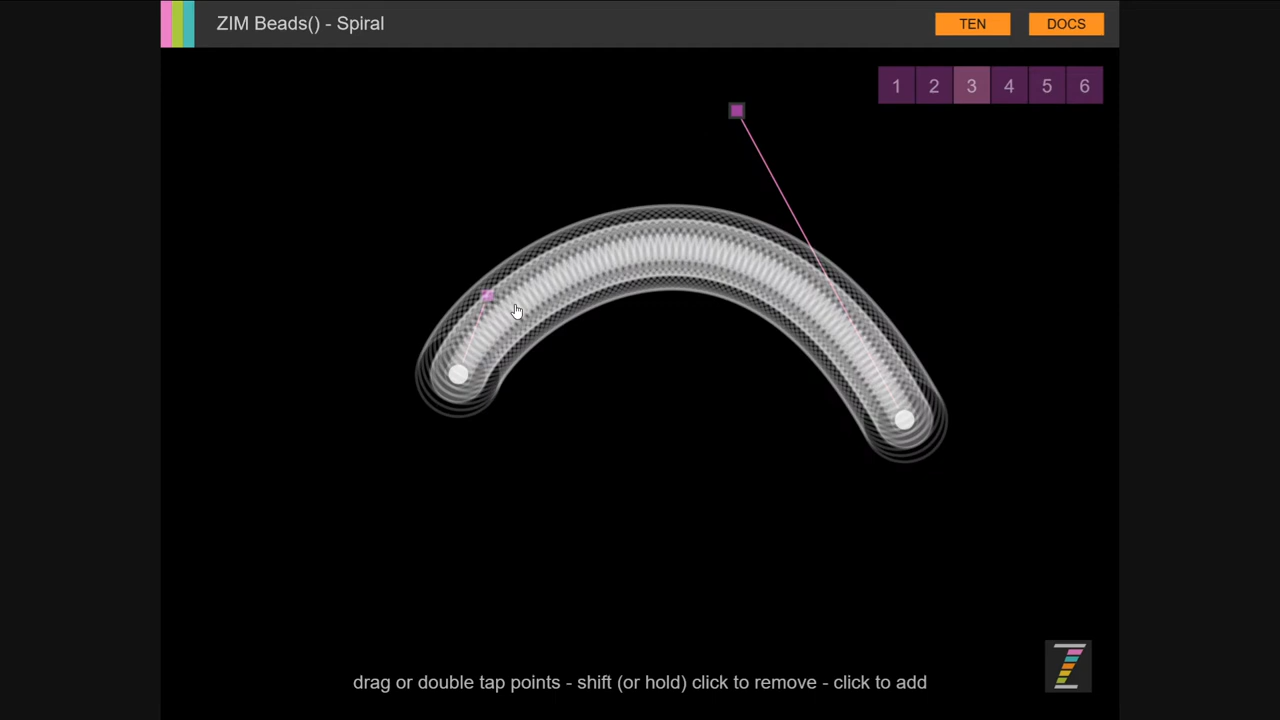 ZIM Beads() - Spiral
TEN
DOCS
1 2 3 4 5 6
drag or double tap points - shift (or hold) click to remove - click to add